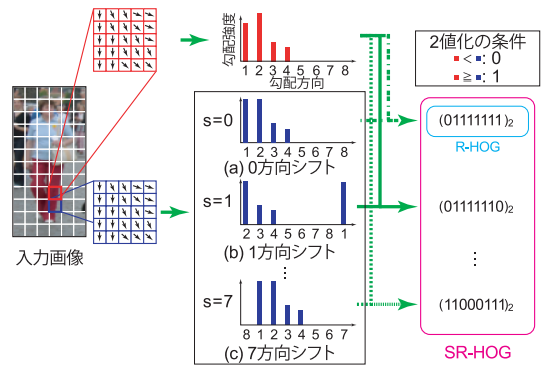 勾配強度
1 2 3 4 5 6 7 8
勾配方向
2値化の条件
<: 0
≧: 1
s=0
1 2 3 4 5 6 7 8
(a) 0方向シフト
(01111111)₂
R-HOG
s=1
2 3 4 5 6 7 8 1
(b) 1方向シフト
(01111110)₂
⋮
⋮
s=7
8 1 2 3 4 5 6 7
(c) 7方向シフト
(11000111)₂
入力画像
SR-HOG